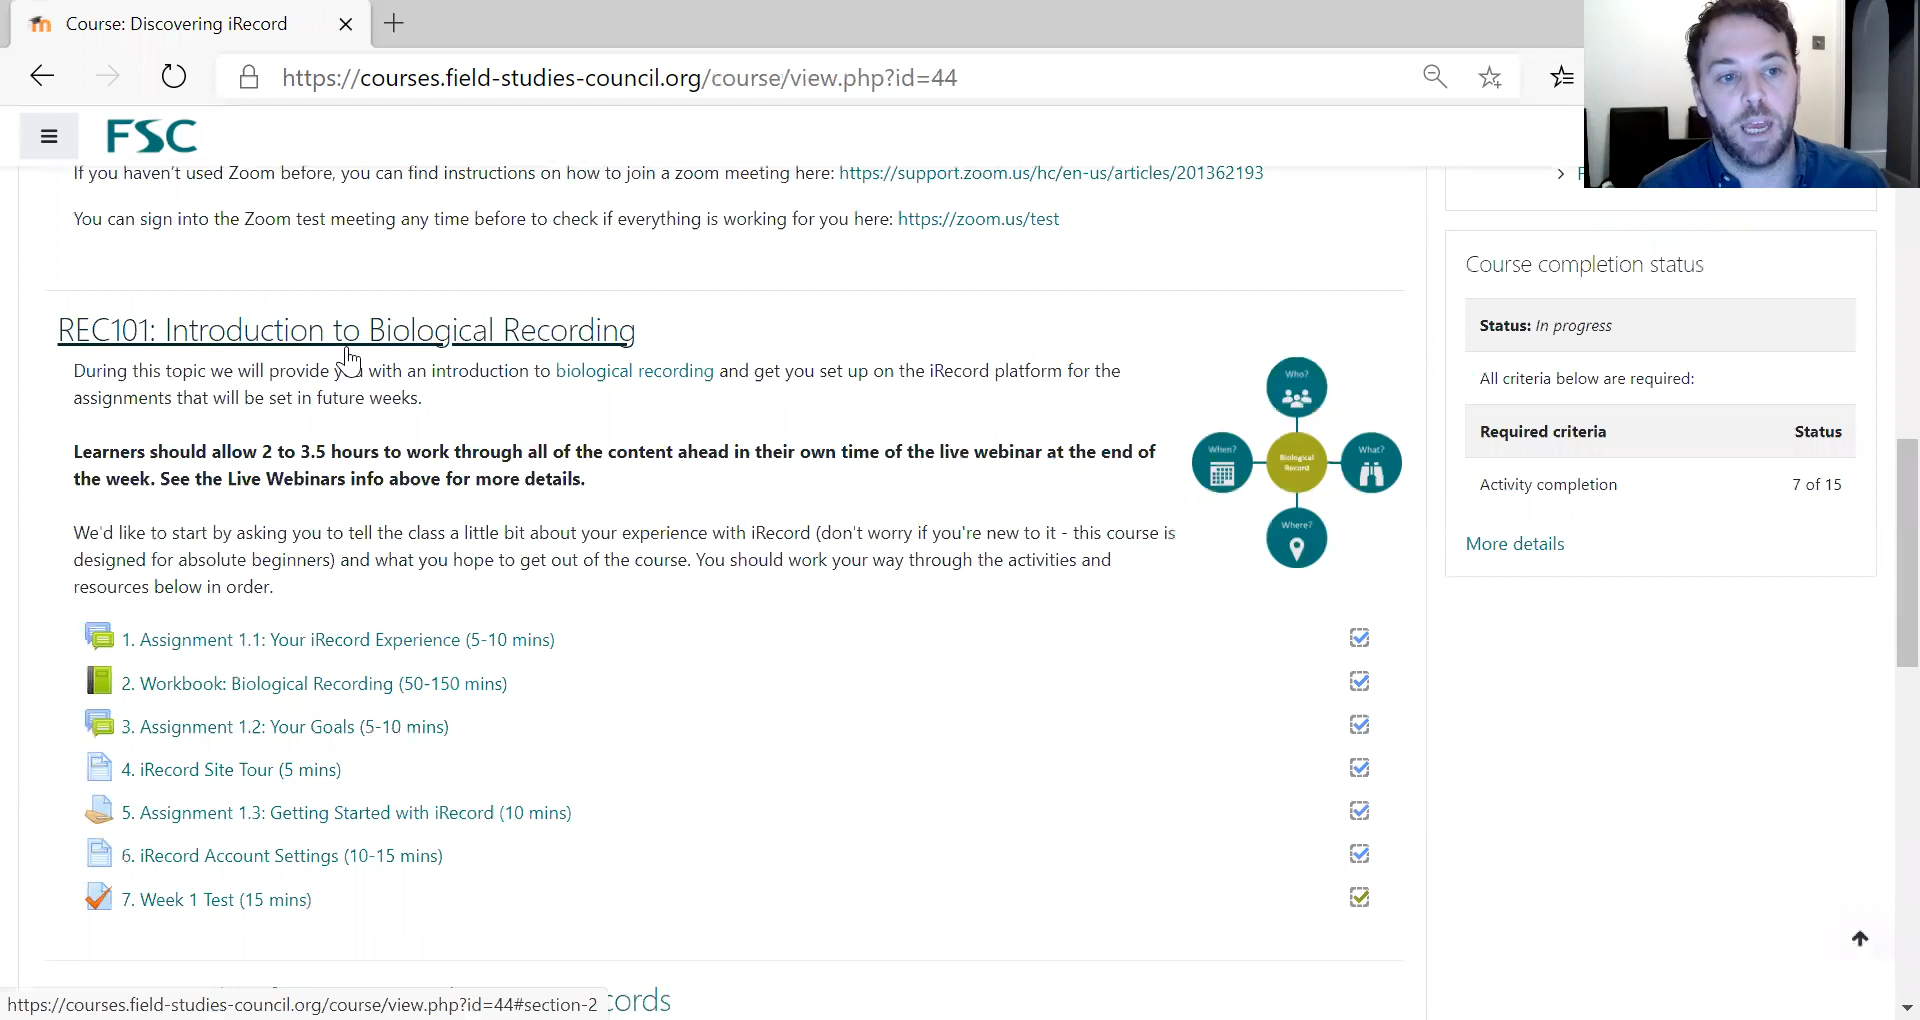 Course: Discovering iRecord
https://courses.field-studies-council.org/course/view.php?id=44
FSC
If you haven't used Zoom before, you can find instructions on how to join a zoom meeting here: https://support.zoom.us/hc/en-us/articles/201362193
You can sign into the Zoom test meeting any time before to check if everything is working for you here: https://zoom.us/test
REC101: Introduction to Biological Recording
During this topic we will provide you with an introduction to biological recording and get you set up on the iRecord platform for the
assignments that will be set in future weeks.
Learners should allow 2 to 3.5 hours to work through all of the content ahead in their own time of the live webinar at the end of
the week. See the Live Webinars info above for more details.
We'd like to start by asking you to tell the class a little bit about your experience with iRecord (don't worry if you're new to it - this course is
designed for absolute beginners) and what you hope to get out of the course. You should work your way through the activities and
resources below in order.
Who?
When?
Biological
Record
What?
Where?
1. Assignment 1.1: Your iRecord Experience (5-10 mins)
2. Workbook: Biological Recording (50-150 mins)
3. Assignment 1.2: Your Goals (5-10 mins)
4. iRecord Site Tour (5 mins)
5. Assignment 1.3: Getting Started with iRecord (10 mins)
6. iRecord Account Settings (10-15 mins)
7. Week 1 Test (15 mins)
Course completion status
Status: In progress
All criteria below are required:
Required criteria Status
Activity completion 7 of 15
More details
https://courses.field-studies-council.org/course/view.php?id=44#section-2